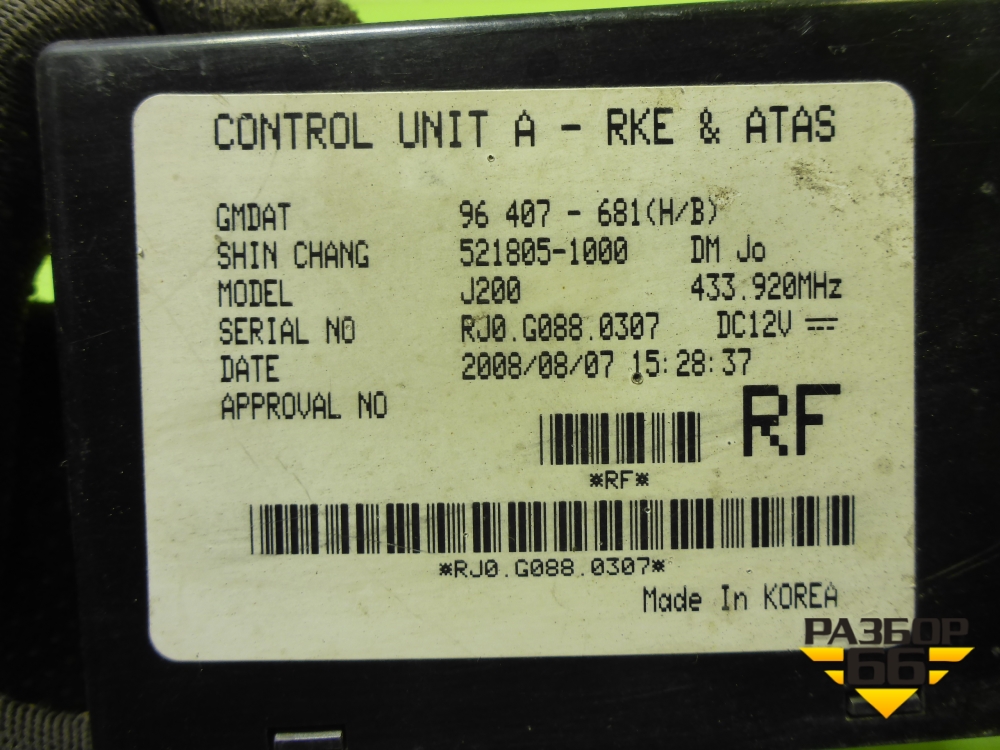 CONTROL UNIT A - RKE & ATAS
GMDAT 96 407 - 681(H/B)
SHIN CHANG 521805-1000 DM Jo
MODEL J200 433.920MHz
SERIAL NO RJ0.G088.0307 DC12V
DATE 2008/08/07 15:28:37
APPROVAL NO
RF
*RF*
*RJ0.G088.0307*
Made In KOREA
РАЗБОР
66